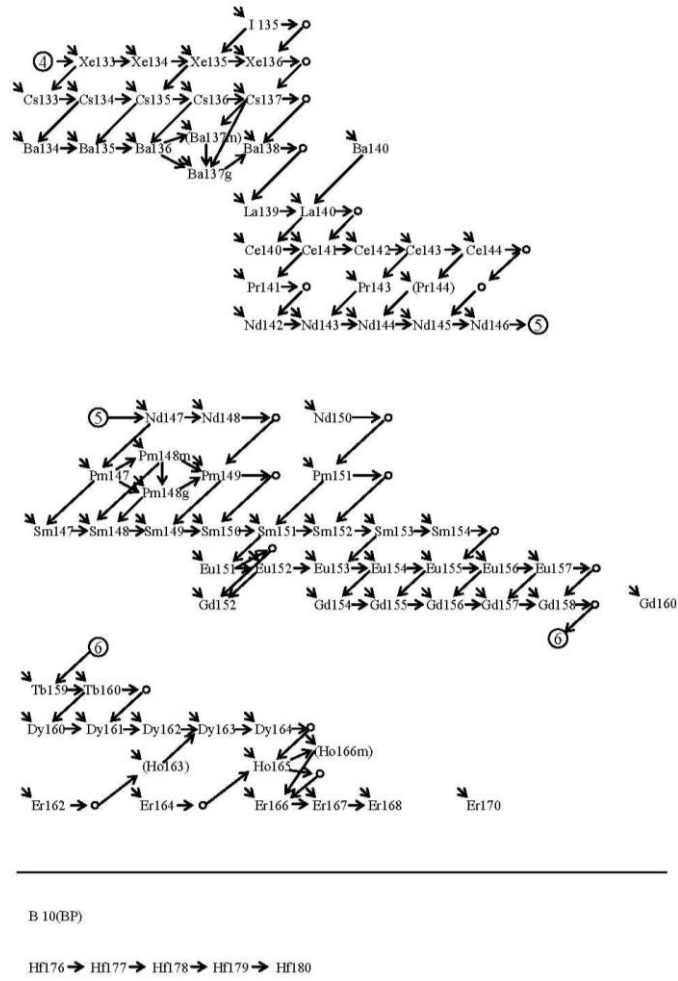 I 135
④ Xe133 Xe134 Xe135 Xe136
Cs133 Cs134 Cs135 Cs136 Cs137
Ba134 Ba135 Ba136 (Ba137m) Ba138 Ba140
Ba137g
La139 La140
Ce140 Ce141 Ce142 Ce143 Ce144
Pr141 Pr143 (Pr144)
Nd142 Nd143 Nd144 Nd145 Nd146 ⑤
⑤ Nd147 Nd148 Nd150
Pm148m
Pm147 Pm149 Pm151
Pm148g
Sm147 Sm148 Sm149 Sm150 Sm151 Sm152 Sm153 Sm154
Eu151 Eu152 Eu153 Eu154 Eu155 Eu156 Eu157
Gd152 Gd154 Gd155 Gd156 Gd157 Gd158 Gd160
⑥
⑥
Tb159 Tb160
Dy160 Dy161 Dy162 Dy163 Dy164
(Ho166m)
(Ho163) Ho165
Er162 Er164 Er166 Er167 Er168 Er170
B 10(BP)
Hf176 Hf177 Hf178 Hf179 Hf180